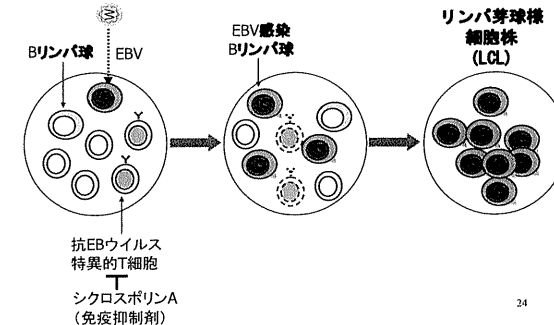 Bリンパ球
EBV
EBV感染
Bリンパ球
リンパ芽球様
細胞株
(LCL)
抗EBウイルス
特異的T細胞
シクロスポリンA
(免疫抑制剤)
24